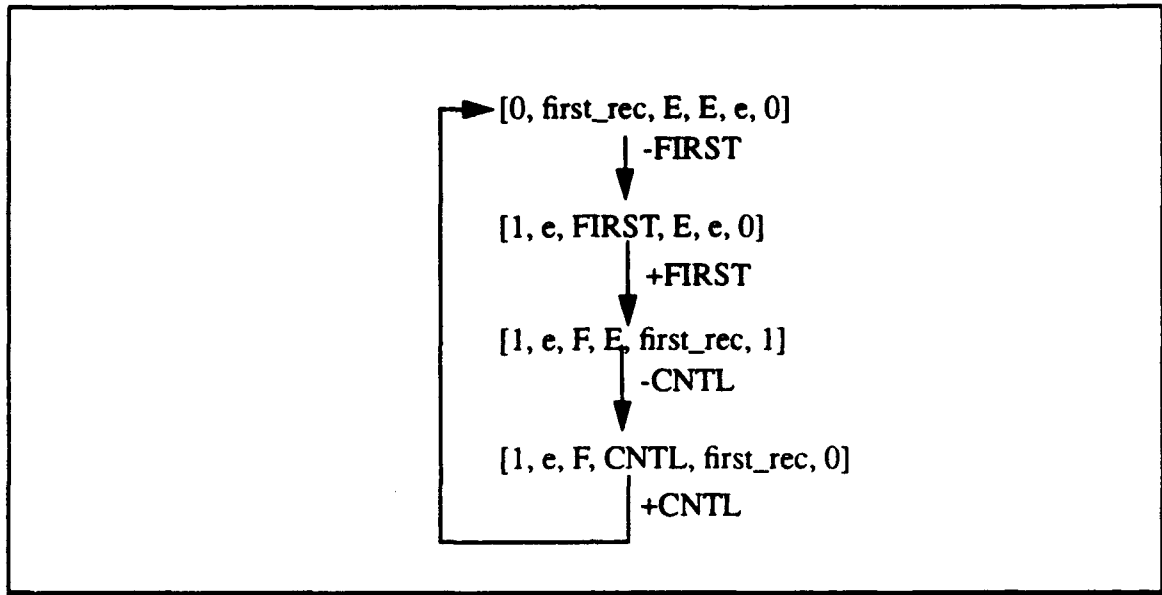 [0, first_rec, E, E, e, 0]
-FIRST
[1, e, FIRST, E, e, 0]
+FIRST
[1, e, F, E, first_rec, 1]
-CNTL
[1, e, F, CNTL, first_rec, 0]
+CNTL